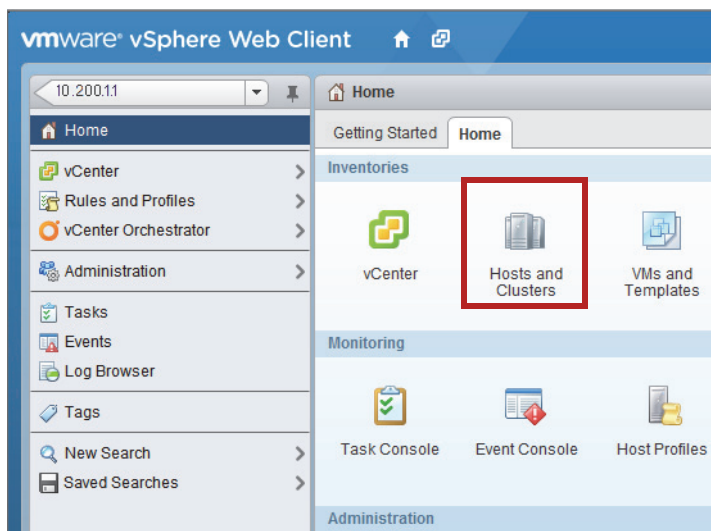 vmware® vSphere Web Client
10.200.1.1
Home
vCenter
Rules and Profiles
vCenter Orchestrator
Administration
Tasks
Events
Log Browser
Tags
New Search
Saved Searches
Home
Getting Started Home
Inventories
vCenter
Hosts and
Clusters
VMs and
Templates
Monitoring
Task Console
Event Console
Host Profiles
Administration